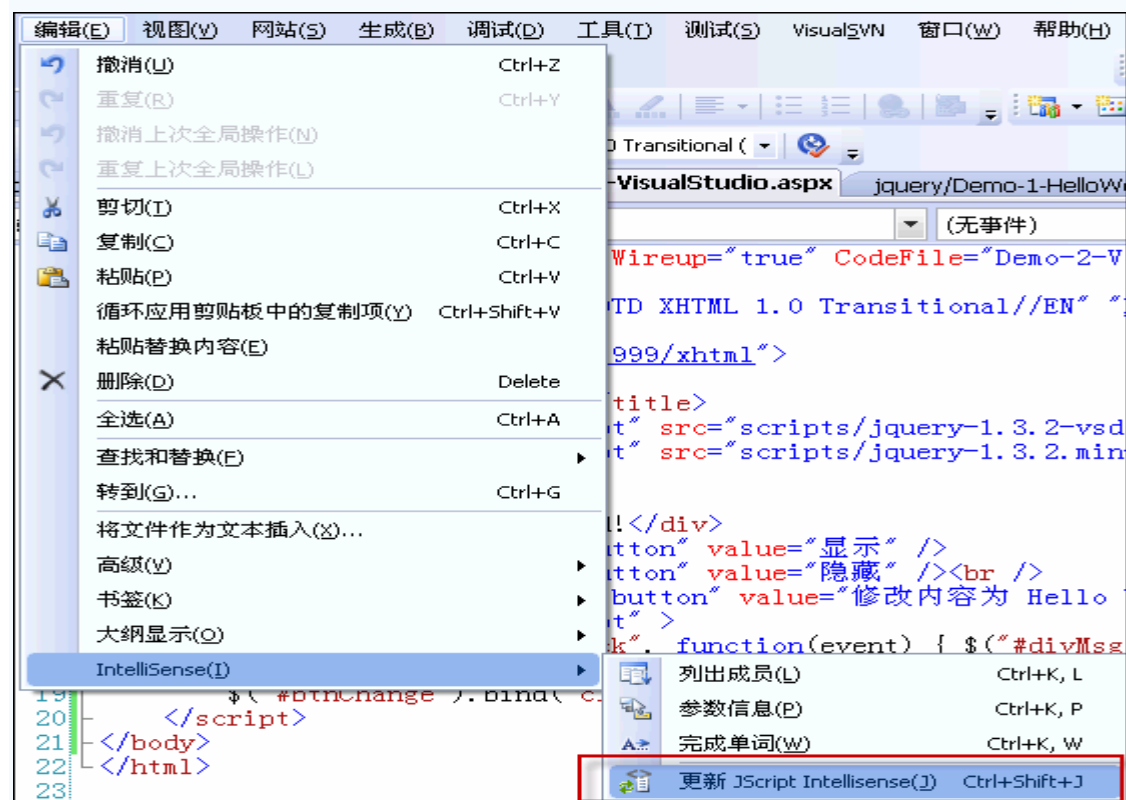 编辑(E) 视图(V) 网站(S) 生成(B) 调试(D) 工具(T) 测试(S) VisualSVN 窗口(W) 帮助(H)
撤消(U) Ctrl+Z
重复(R) Ctrl+Y
撤消上次全局操作(N)
重复上次全局操作(L)
剪切(T) Ctrl+X
复制(C) Ctrl+C
粘贴(P) Ctrl+V
循环应用剪贴板中的复制项(Y) Ctrl+Shift+V
粘贴替换内容(E)
删除(D) Delete
全选(A) Ctrl+A
查找和替换(F)
转到(G)... Ctrl+G
将文件作为文本插入(X)...
高级(V)
书签(K)
大纲显示(O)
IntelliSense(I)
列出成员(L) Ctrl+K, L
参数信息(P) Ctrl+K, P
完成单词(W) Ctrl+K, W
更新 JScript Intellisense(J) Ctrl+Shift+J
0 Transitional (
-VisualStudio.aspx jquery/Demo-1-HelloWo
(无事件)
Wireup="true" CodeFile="Demo-2-V
TD XHTML 1.0 Transitional//EN" "
999/xhtml">
title>
t" src="scripts/jquery-1.3.2-vsd
t" src="scripts/jquery-1.3.2.min
l!</div>
utton" value="显示" />
utton" value="隐藏" /><br />
button" value="修改内容为 Hello
t" >
k", function(event) { $("#divMsg
19 $("#btnChange").bind("c
20 </script>
21 </body>
22 </html>
23